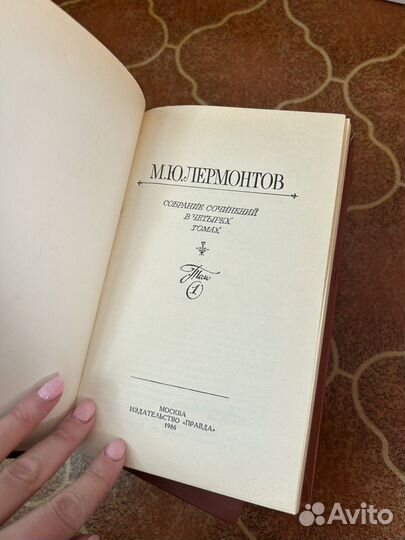 М.Ю.ЛЕРМОНТОВ
СОБРАНИЕ СОЧИНЕНИЙ
В ЧЕТЫРЕХ
ТОМАХ
Том
1
МОСКВА
ИЗДАТЕЛЬСТВО «ПРАВДА»
1986
Avito